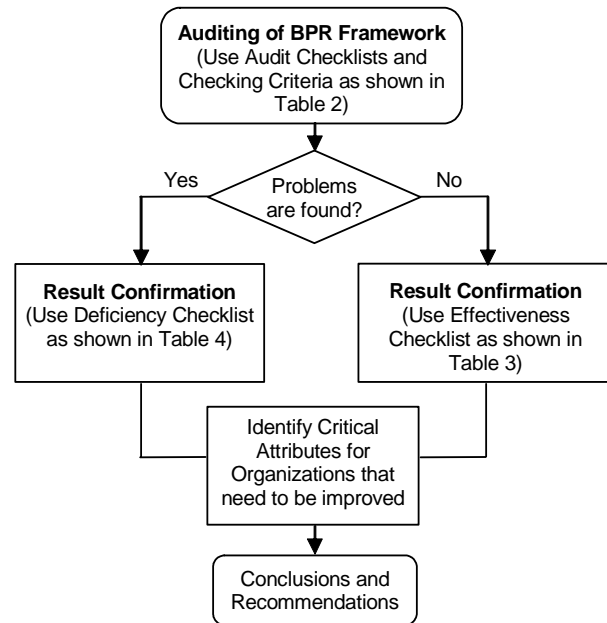 Auditing of BPR Framework
(Use Audit Checklists and
Checking Criteria as shown in
Table 2)
Yes
Problems
are found?
No
Result Confirmation
(Use Deficiency Checklist
as shown in Table 4)
Result Confirmation
(Use Effectiveness
Checklist as shown in
Table 3)
Identify Critical
Attributes for
Organizations that
need to be improved
Conclusions and
Recommendations